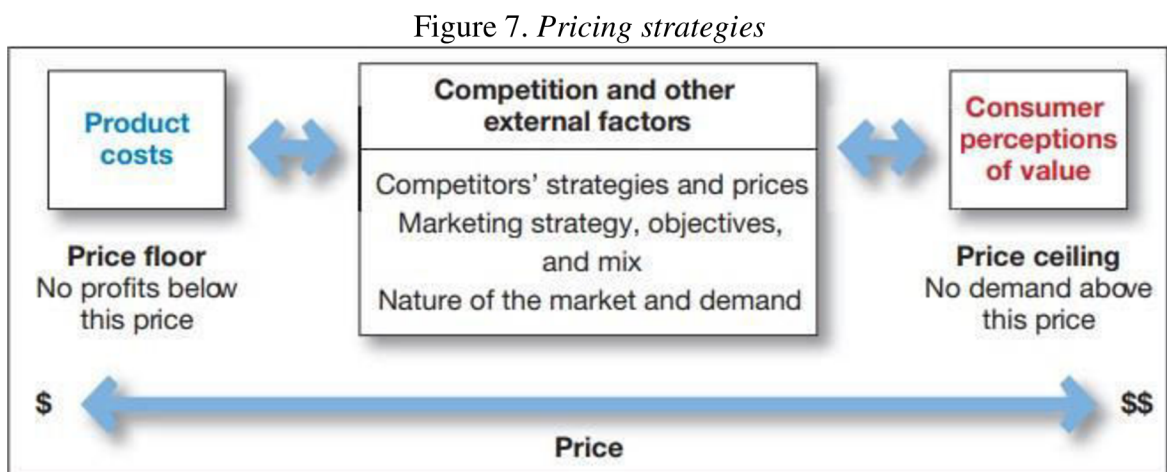 Figure 7. Pricing strategies
Product
costs
Price floor
No profits below
this price
Competition and other
external factors
Competitors' strategies and prices
Marketing strategy, objectives,
and mix
Nature of the market and demand
Consumer
perceptions
of value
Price ceiling
No demand above
this price
$
$$
Price